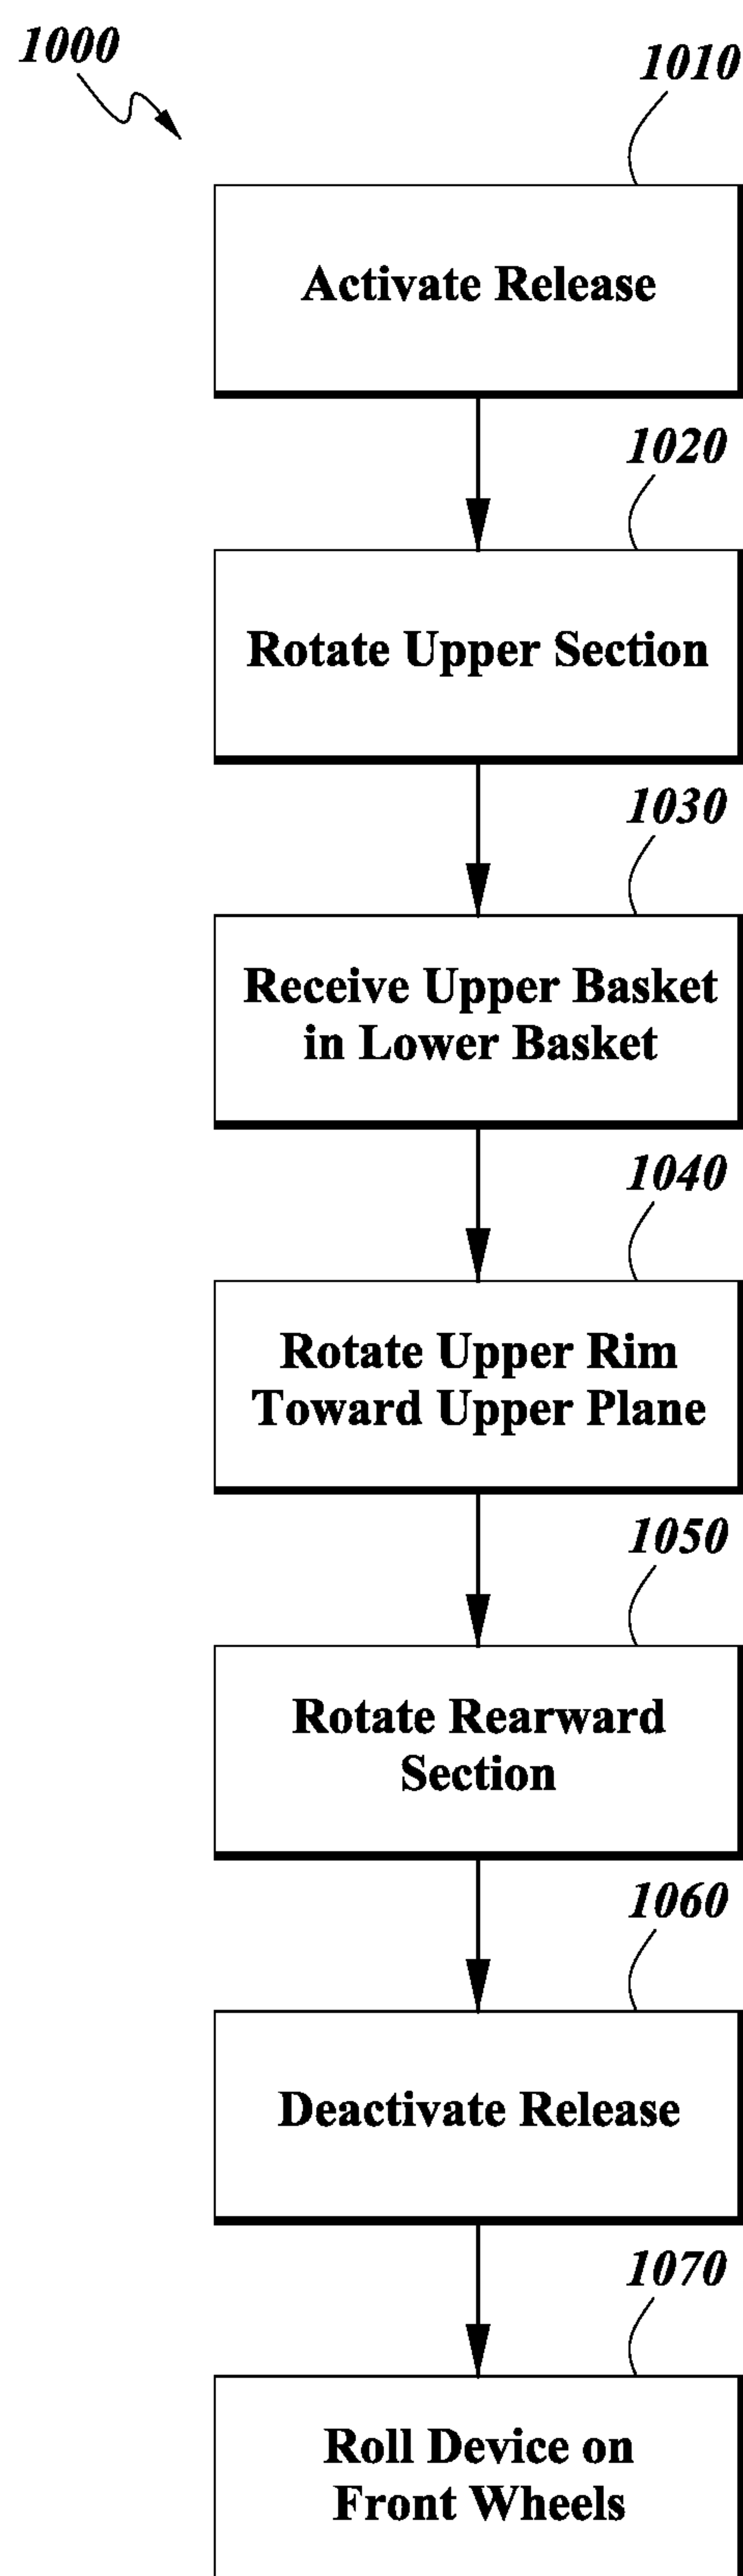 1000
1010
Activate Release
1020
Rotate Upper Section
1030
Receive Upper Basket
in Lower Basket
1040
Rotate Upper Rim
Toward Upper Plane
1050
Rotate Rearward
Section
1060
Deactivate Release
1070
Roll Device on
Front Wheels